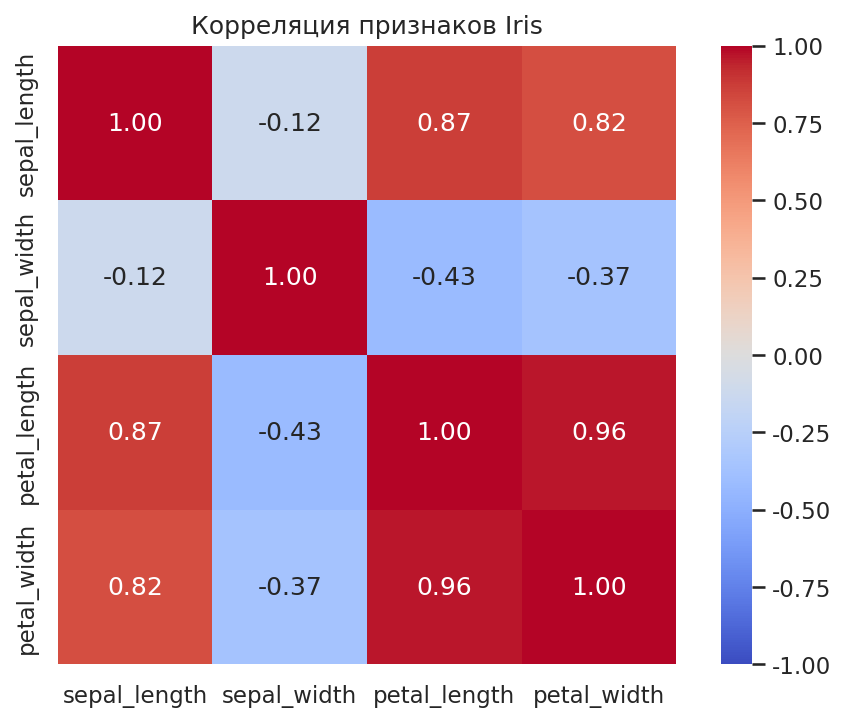 Корреляция признаков Iris
sepal_length
1.00 -0.12 0.87 0.82
sepal_width
-0.12 1.00 -0.43 -0.37
petal_length
0.87 -0.43 1.00 0.96
petal_width
0.82 -0.37 0.96 1.00
sepal_length sepal_width petal_length petal_width
1.00
0.75
0.50
0.25
0.00
-0.25
-0.50
-0.75
-1.00